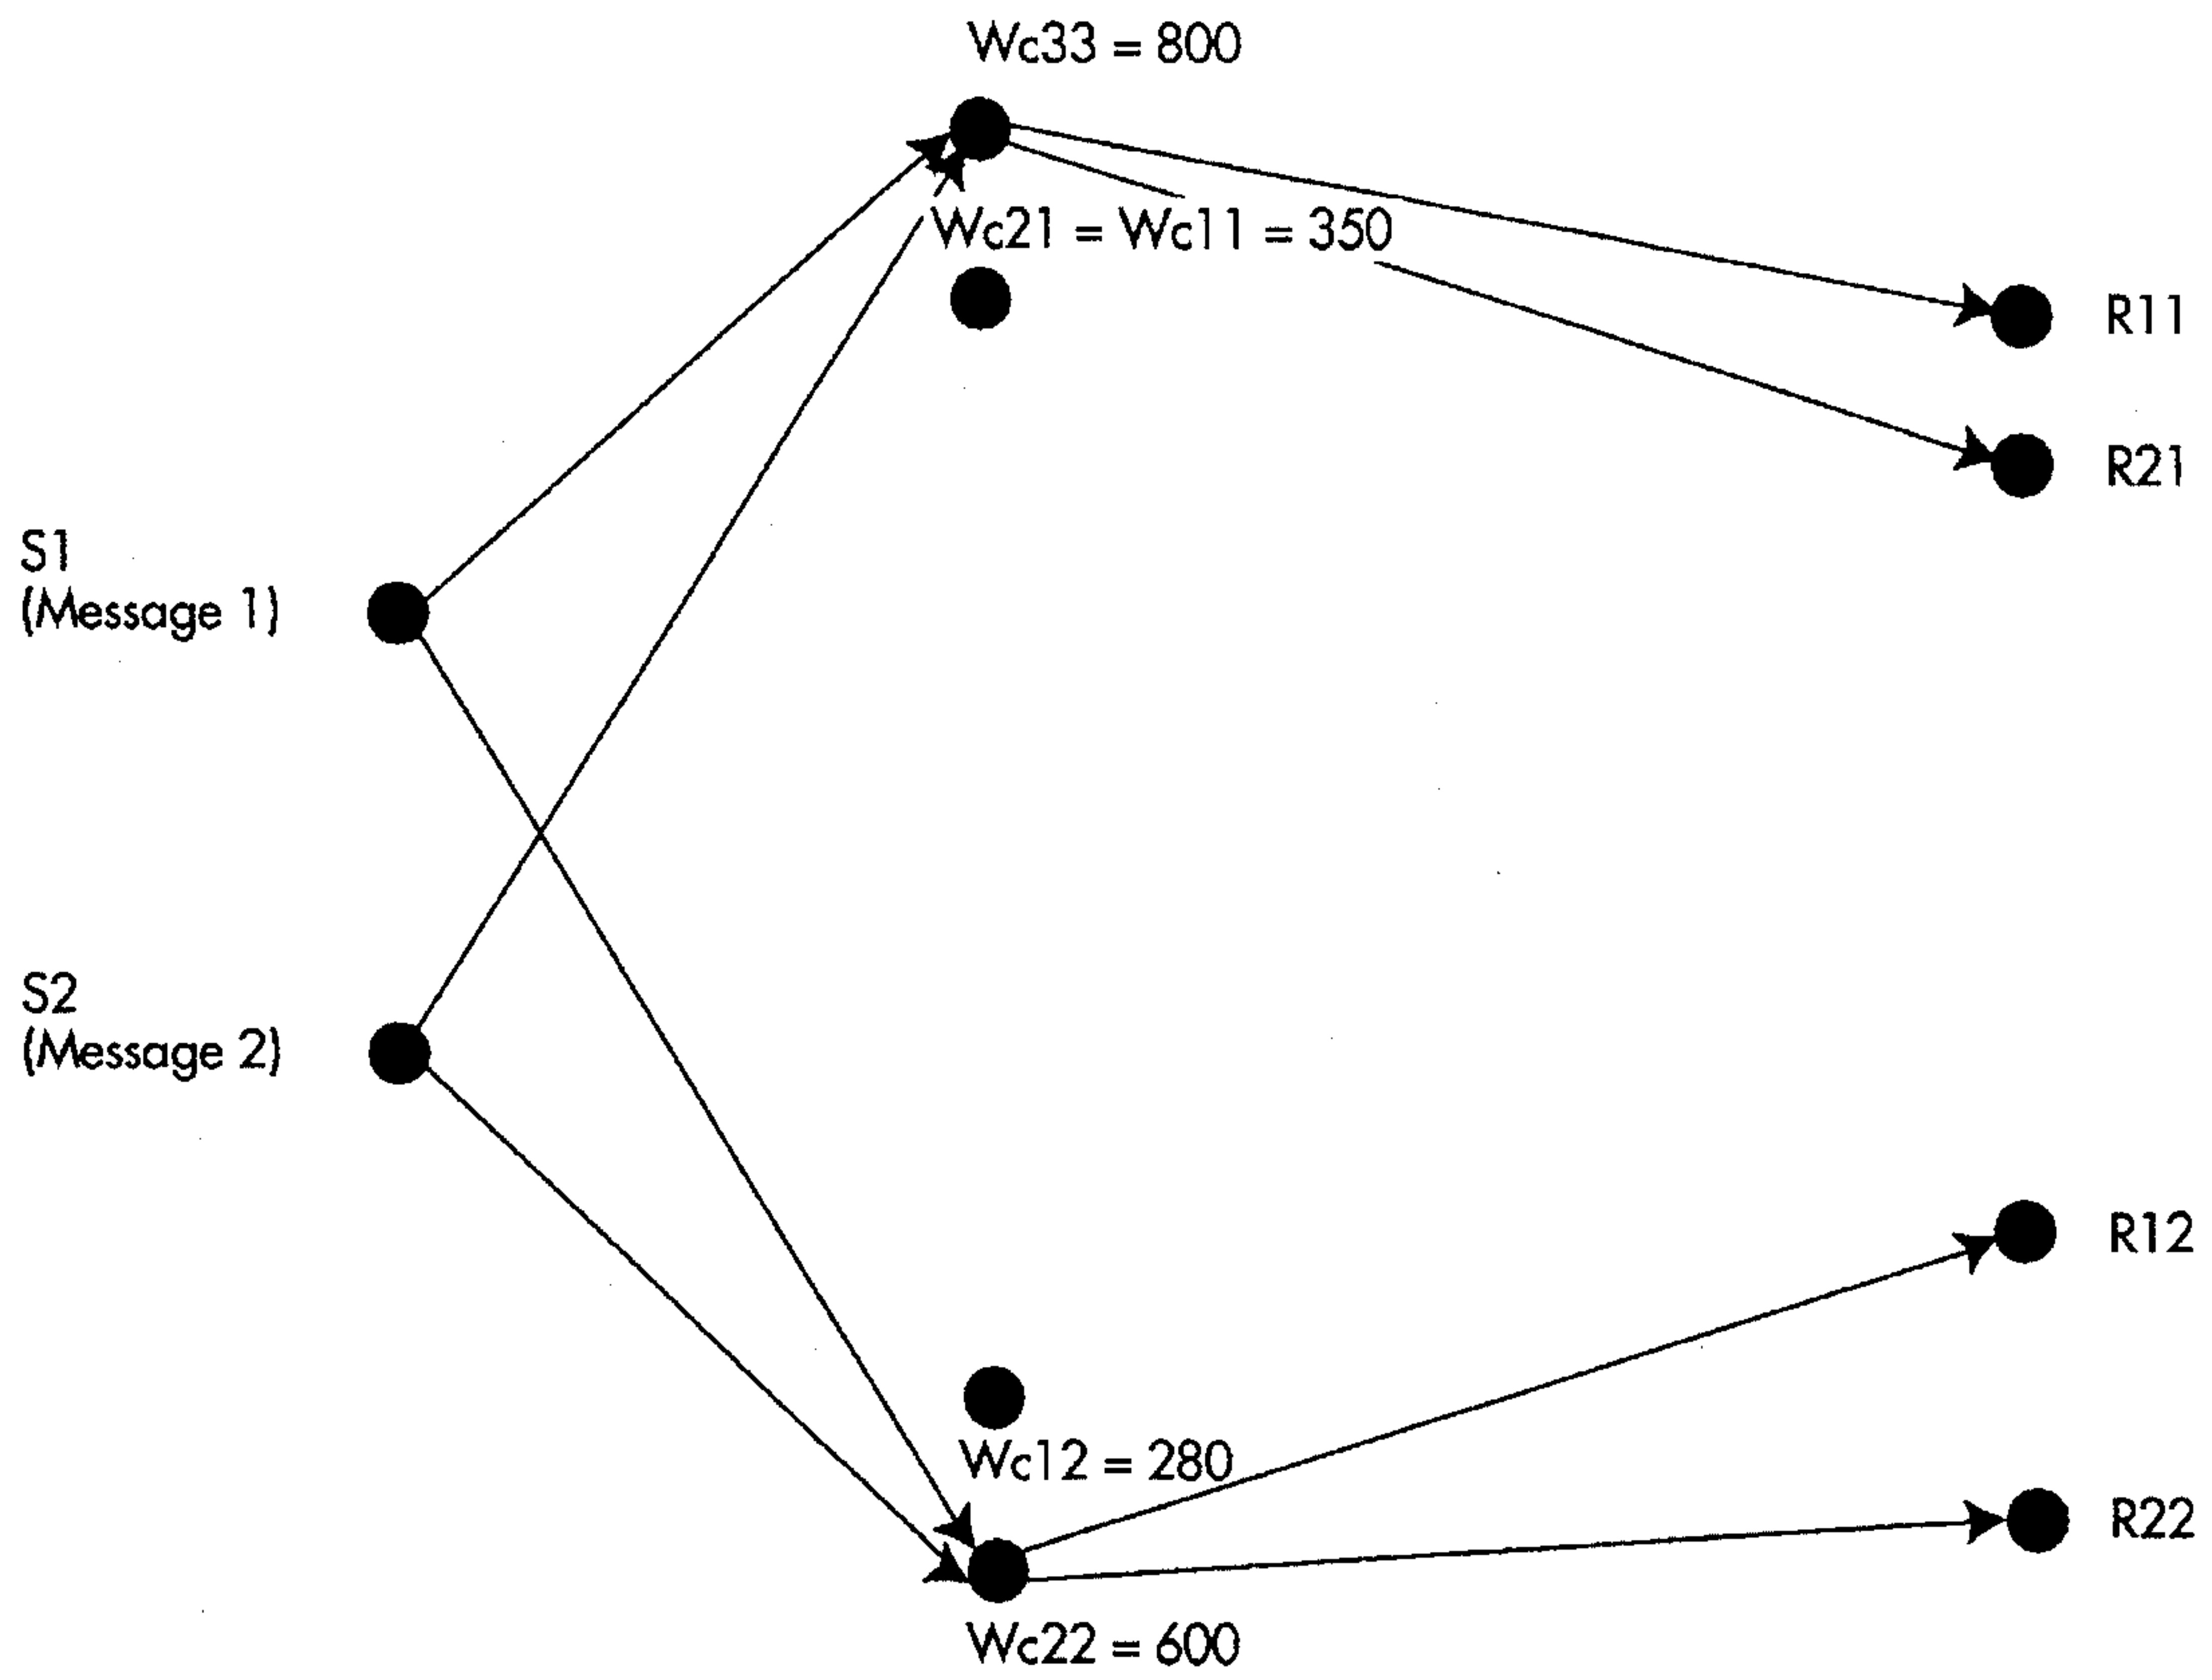 Wc33 = 800
Wc21 = Wc11 = 350
R11
R21
S1
(Message 1)
S2
(Message 2)
R12
Wc12 = 280
R22
Wc22 = 600